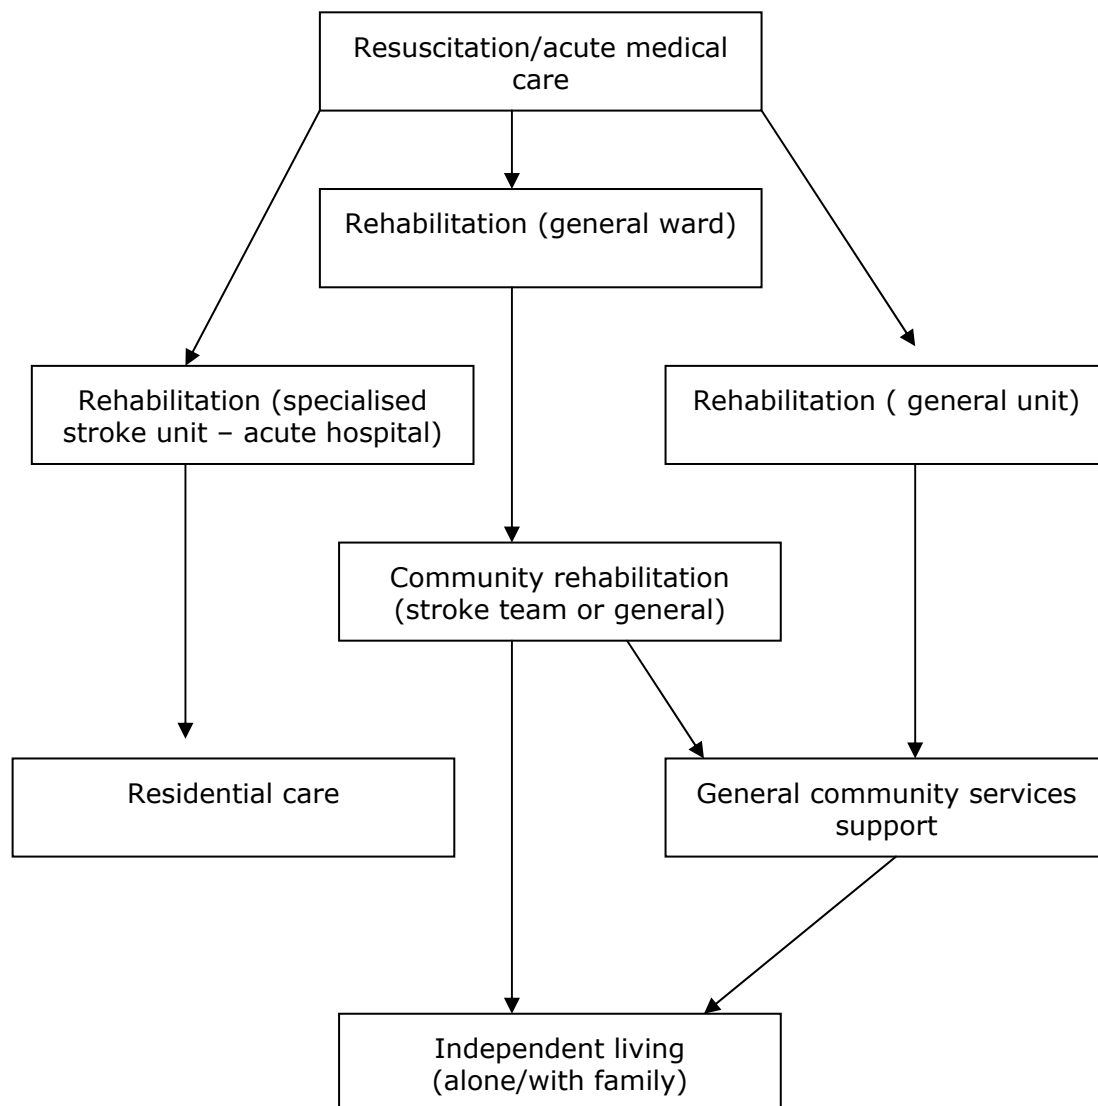 Resuscitation/acute medical
care
Rehabilitation (general ward)
Rehabilitation (specialised
stroke unit – acute hospital)
Rehabilitation ( general unit)
Community rehabilitation
(stroke team or general)
Residential care
General community services
support
Independent living
(alone/with family)